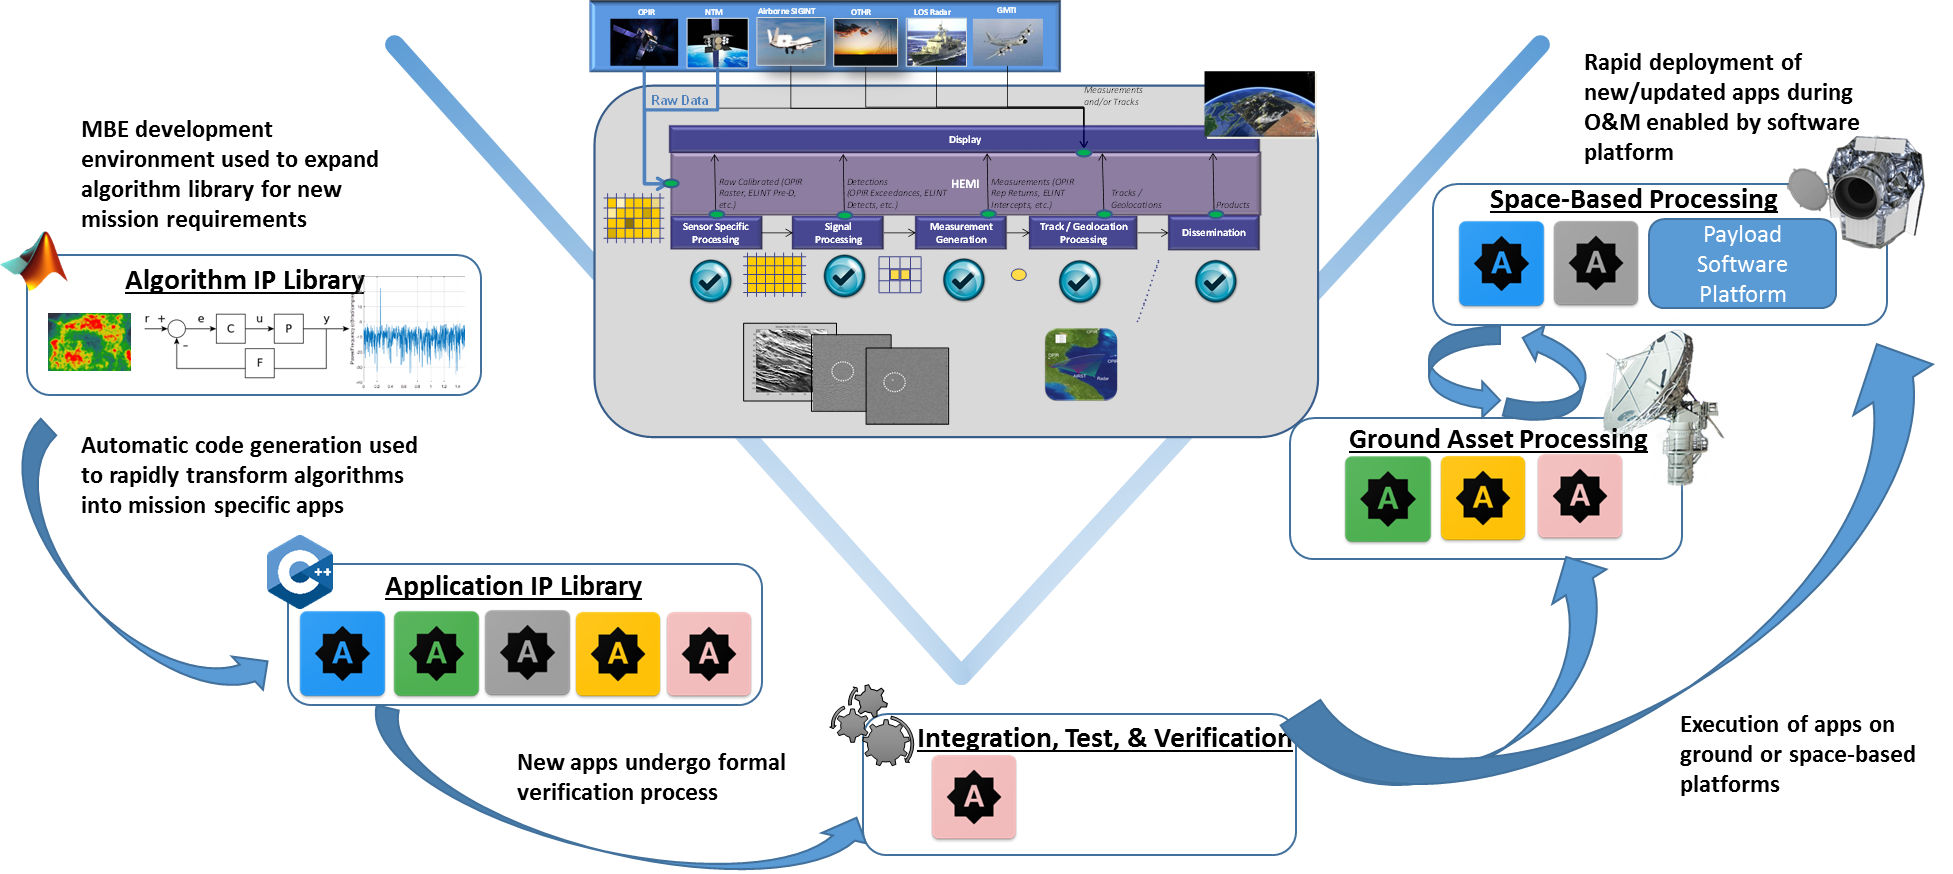 OPIR
NTM
Airborne SIGINT
OTHR
LOS Radar
GMTI
Raw Data
Measurements
and/or Tracks
Display
HEMI
Raw Calibrated (OPIR
Raster, ELINT Pre-D,
etc.)
Detections
(OPIR Exceedances, ELINT
Detects, etc.)
Measurements (OPIR
Rep Returns, ELINT
Intercepts, etc.)
Tracks /
Geolocations
Products
Sensor Specific
Processing
Signal
Processing
Measurement
Generation
Track / Geolocation
Processing
Dissemination
OPIR
OPIR
AIRST
Radar
MBE development
environment used to expand
algorithm library for new
mission requirements
Algorithm IP Library
r + e C u P y
-
F
Automatic code generation used
to rapidly transform algorithms
into mission specific apps
C++
Application IP Library
A A A A A
New apps undergo formal
verification process
Integration, Test, & Verification
A
Rapid deployment of
new/updated apps during
O&M enabled by software
platform
Space-Based Processing
A A
Payload
Software
Platform
Ground Asset Processing
A A A
Execution of apps on
ground or space-based
platforms